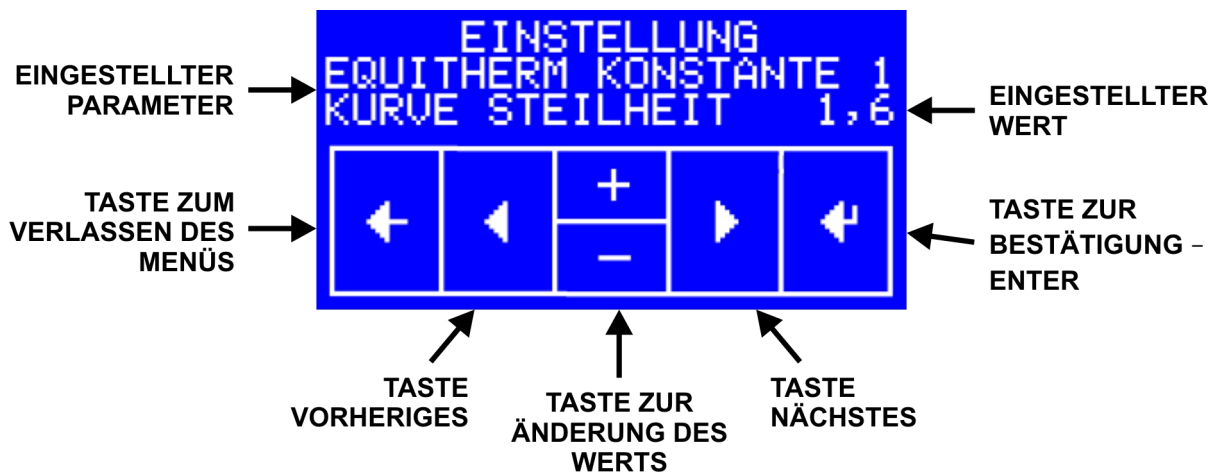 EINSTELLUNG
EQUITHERM KONSTANTE 1
KURVE STEILHEIT 1,6
EINGESTELLTER
PARAMETER
EINGESTELLTER
WERT
TASTE ZUM
VERLASSEN DES
MENÜS
+
−
TASTE ZUR
BESTÄTIGUNG –
ENTER
TASTE
VORHERIGES
TASTE ZUR
ÄNDERUNG DES
WERTS
TASTE
NÄCHSTES